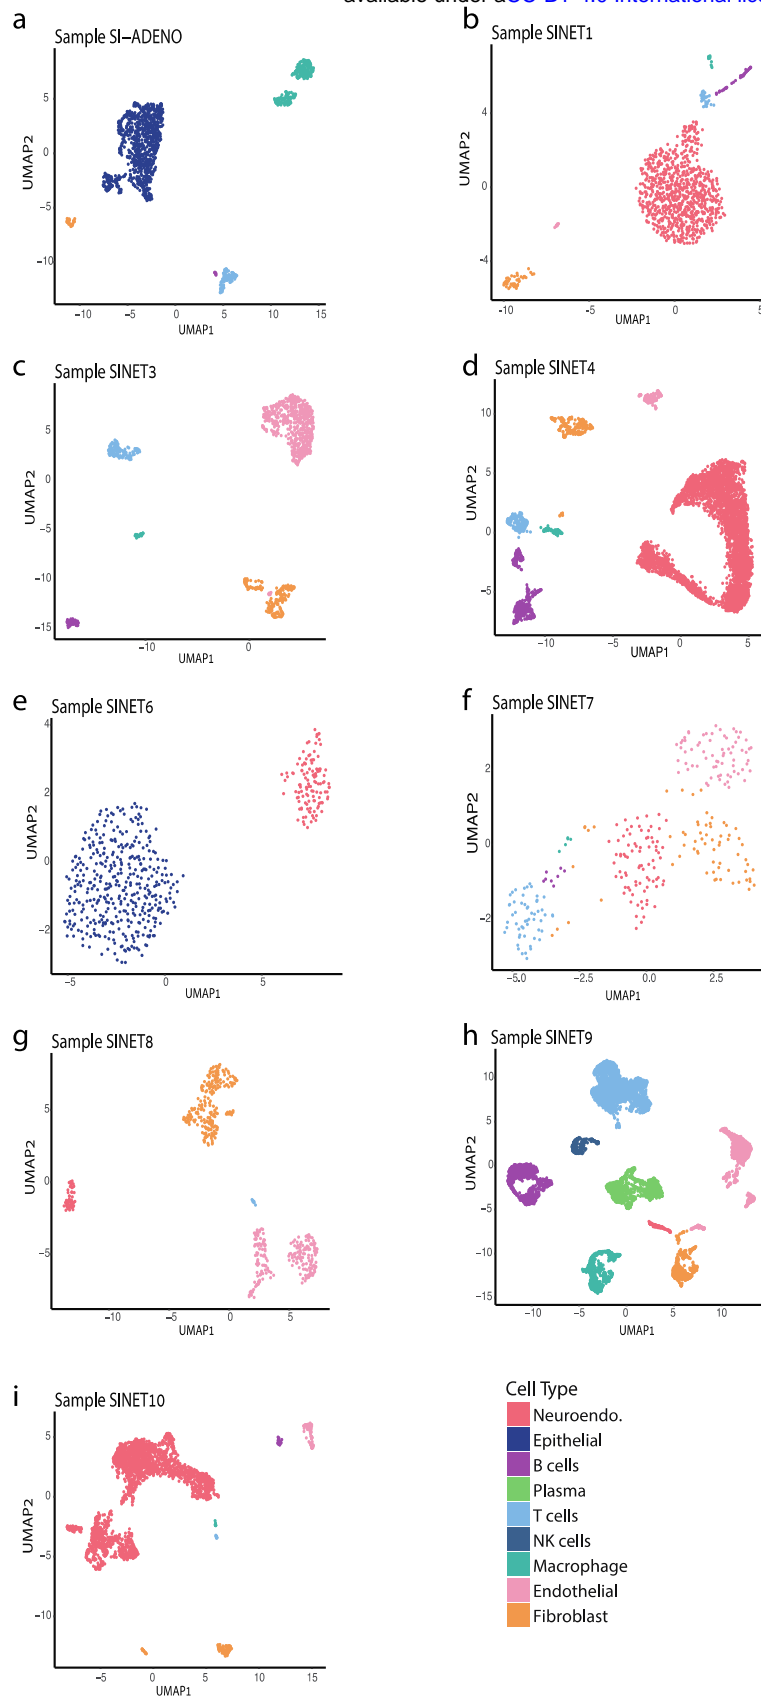 available under a
a
Sample SI-ADENO
5
0
−5
−10
UMAP2
−10 −5 0 5 10 15
UMAP1
b
Sample SINET1
4
0
−4
UMAP2
−10 0 5
UMAP1
c
Sample SINET3
5
0
−5
−10
−15
UMAP2
−10 0
UMAP1
d
Sample SINET4
10
5
0
−5
UMAP2
−10 −5 0 5
UMAP1
e
Sample SINET6
4
2
0
−2
UMAP2
−5 0 5
UMAP1
f
Sample SINET7
2
0
−2
UMAP2
−5.0 −2.5 0.0 2.5
UMAP1
g
Sample SINET8
5
0
−5
UMAP2
−10 −5 0 5
UMAP1
h
Sample SINET9
10
5
0
−5
−10
−15
UMAP2
−10 −5 0 5 10
UMAP1
i
Sample SINET10
5
0
−5
−10
UMAP2
−5 0 5 10 15
UMAP1
Cell Type
Neuroendo.
Epithelial
B cells
Plasma
T cells
NK cells
Macrophage
Endothelial
Fibroblast